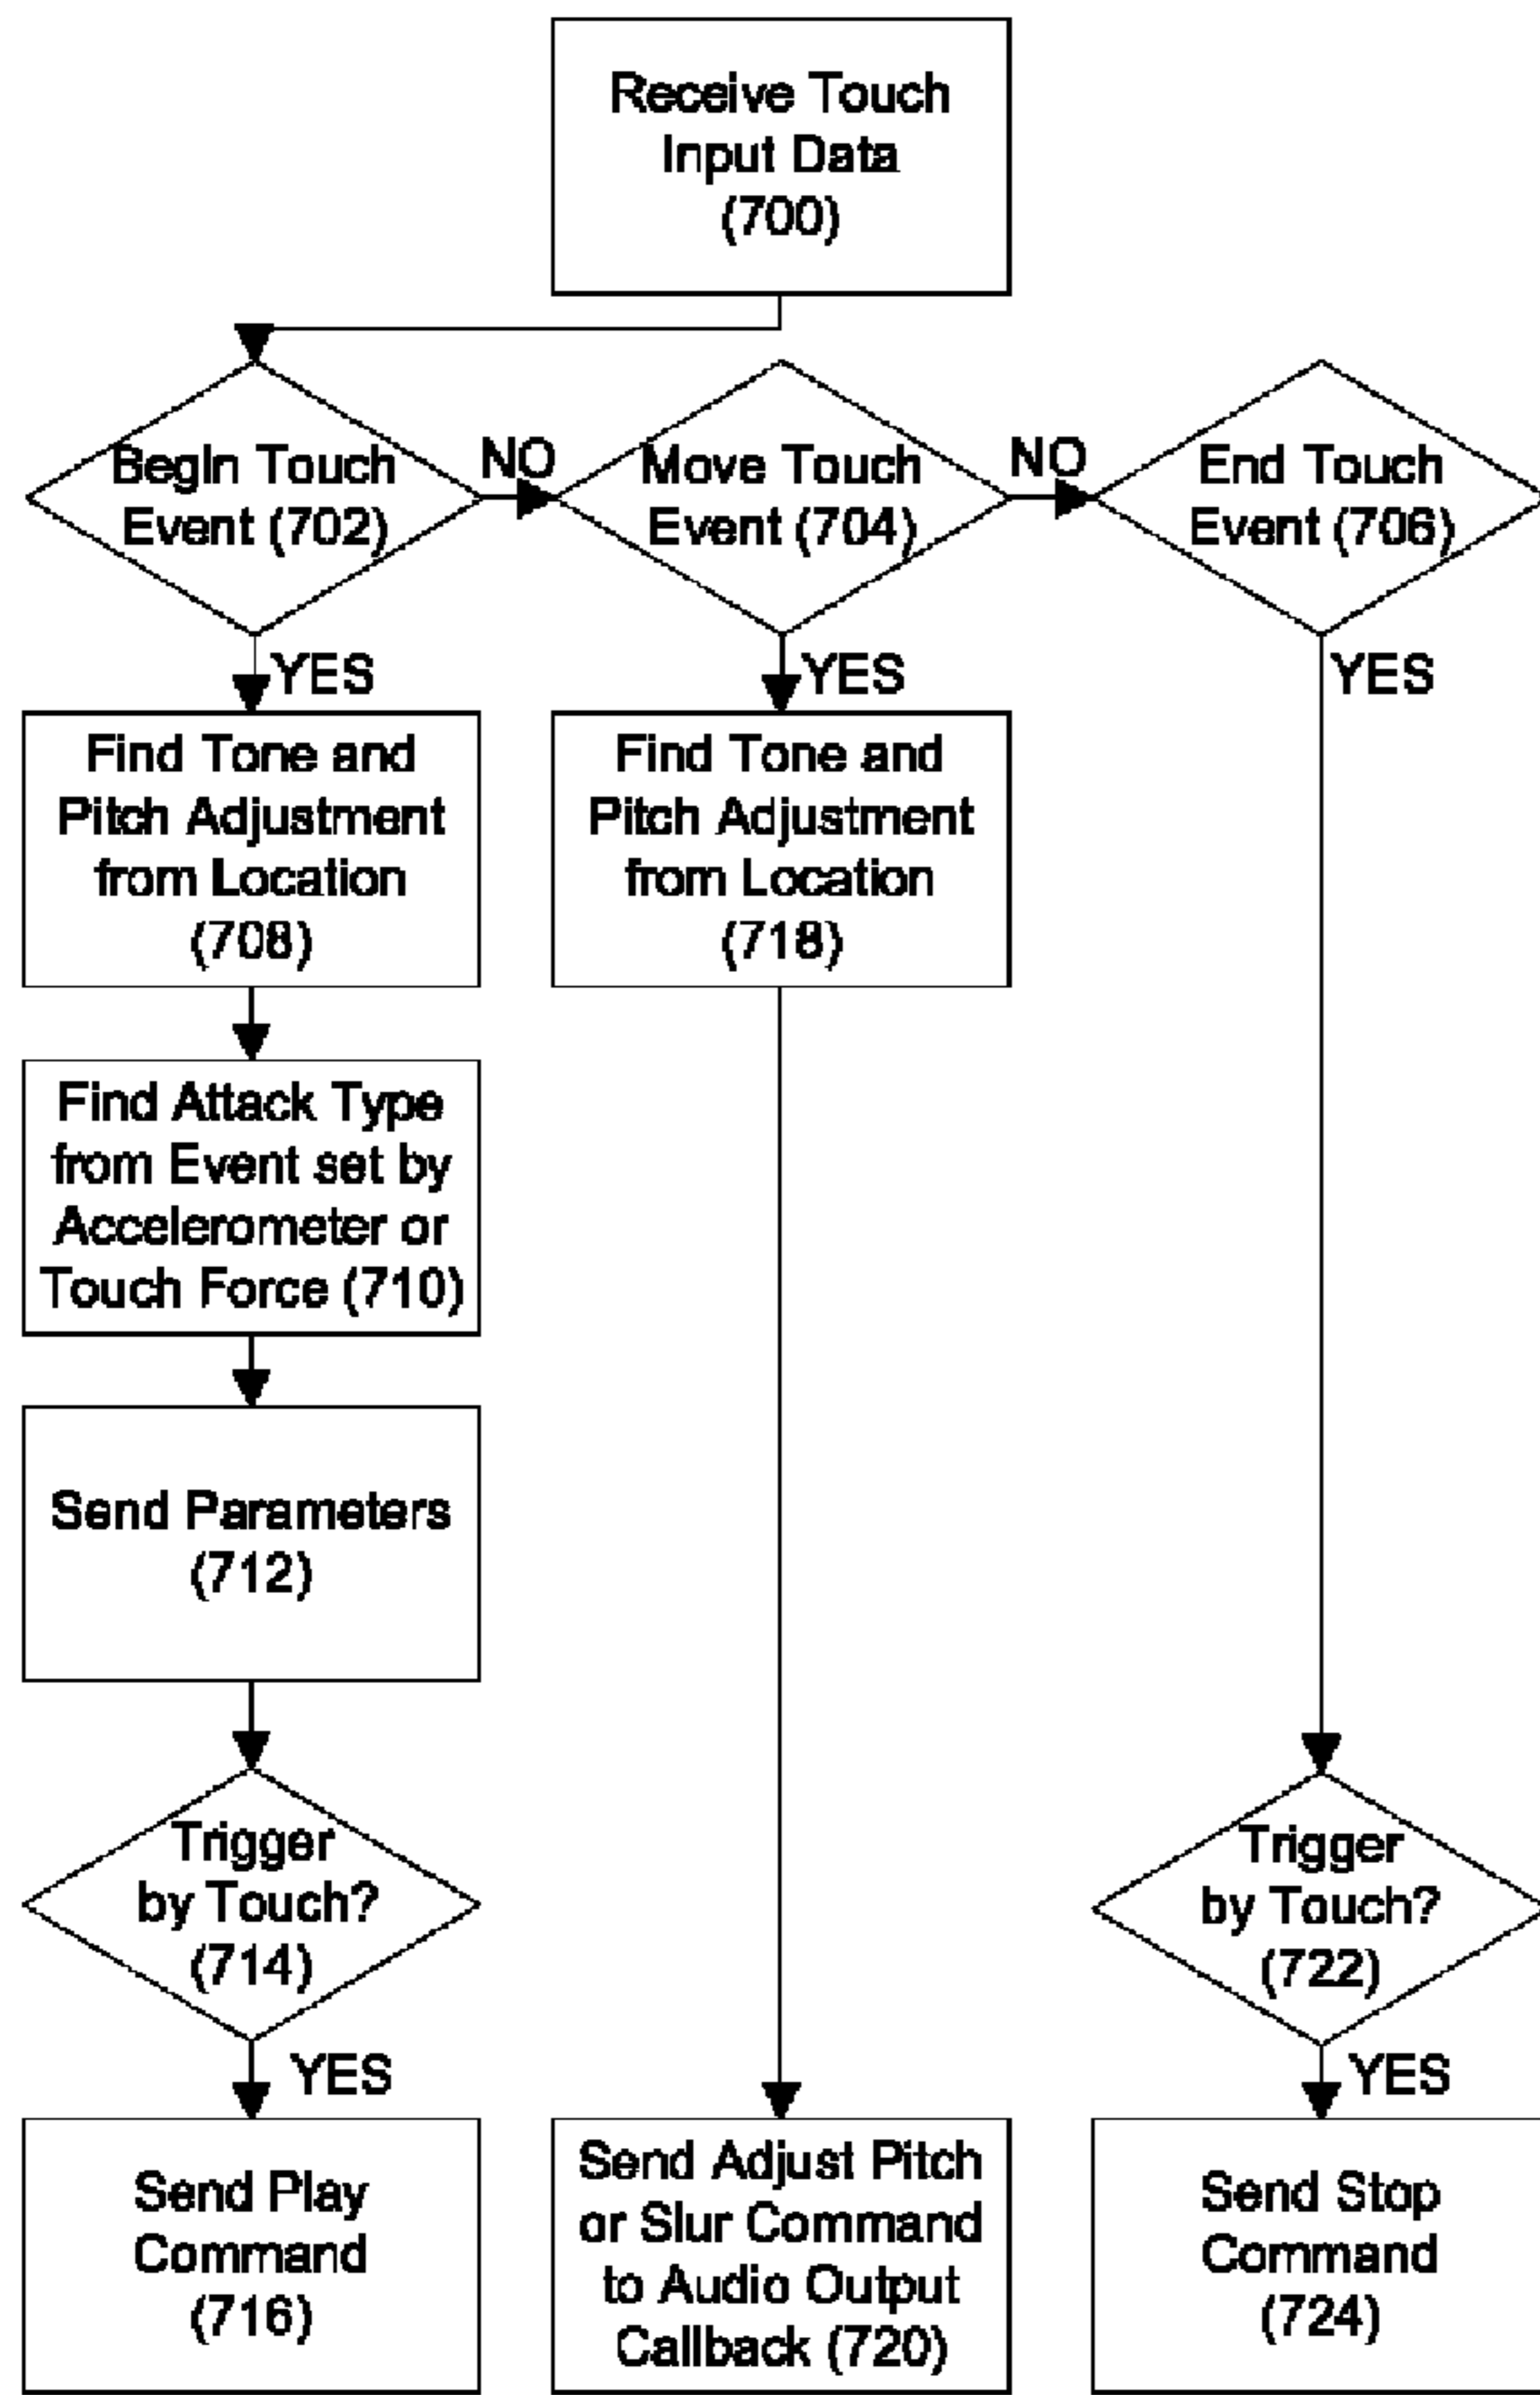 Receive Touch
Input Data
(700)
Begin Touch
Event (702)
NO
Move Touch
Event (704)
NO
End Touch
Event (706)
YES
YES
YES
Find Tone and
Pitch Adjustment
from Location
(708)
Find Tone and
Pitch Adjustment
from Location
(718)
Find Attack Type
from Event set by
Accelerometer or
Touch Force (710)
Send Parameters
(712)
Trigger
by Touch?
(714)
Trigger
by Touch?
(722)
YES
YES
Send Play
Command
(716)
Send Adjust Pitch
or Slur Command
to Audio Output
Callback (720)
Send Stop
Command
(724)